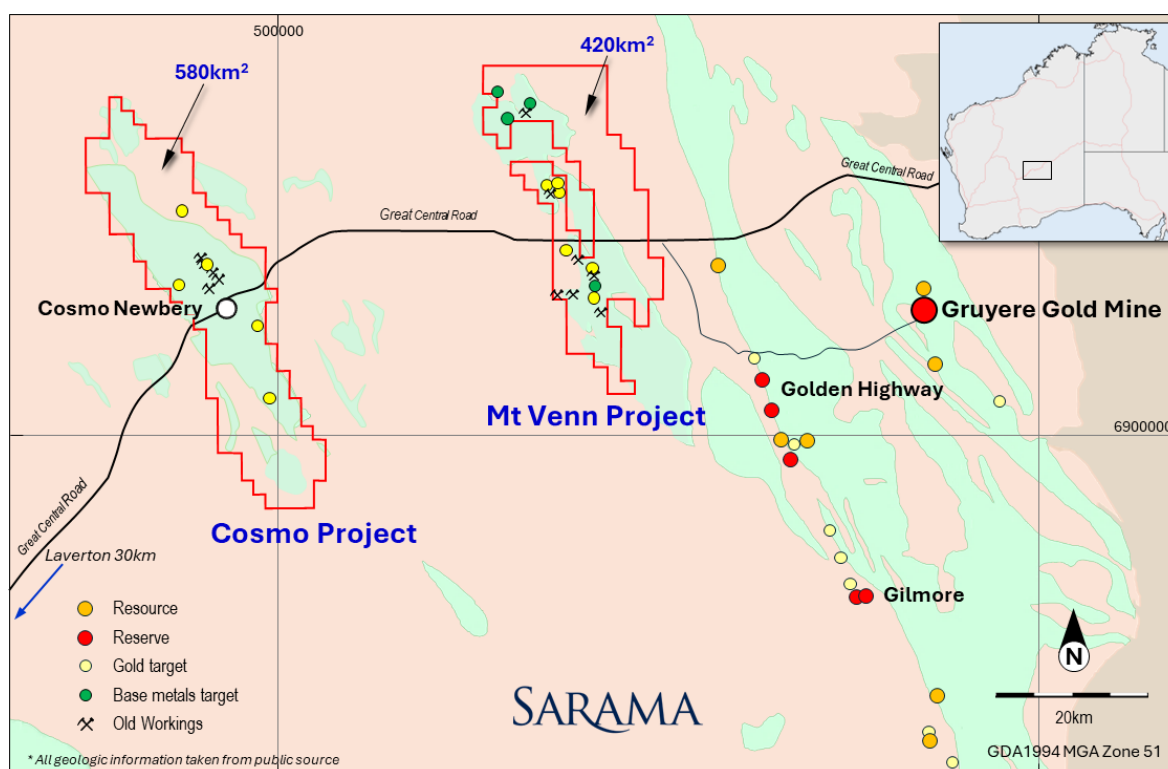 500000
580km²
420km²
Great Central Road
Great Central Road
Cosmo Newbery
Gruyere Gold Mine
Golden Highway
Mt Venn Project
6900000
Great Central Road
Cosmo Project
Laverton 30km
Gilmore
Resource
Reserve
Gold target
Base metals target
Old Workings
N
SARAMA
20km
GDA1994 MGA Zone 51
* All geologic information taken from public source